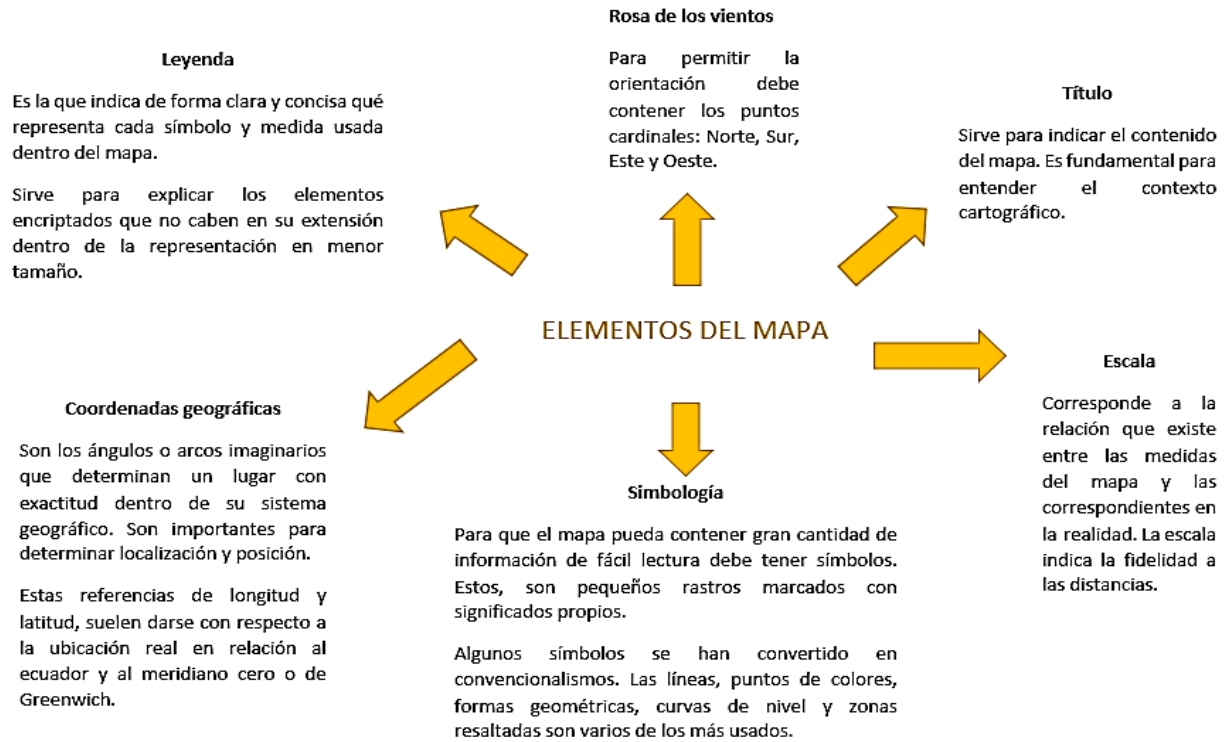 Rosa de los vientos
Para permitir la
orientación debe
contener los puntos
cardinales: Norte, Sur,
Este y Oeste.
Leyenda
Es la que indica de forma clara y concisa qué
representa cada símbolo y medida usada
dentro del mapa.
Sirve para explicar los elementos
encriptados que no caben en su extensión
dentro de la representación en menor
tamaño.
Título
Sirve para indicar el contenido
del mapa. Es fundamental para
entender el contexto
cartográfico.
ELEMENTOS DEL MAPA
Escala
Corresponde a la
relación que existe
entre las medidas
del mapa y las
correspondientes en
la realidad. La escala
indica la fidelidad a
las distancias.
Coordenadas geográficas
Son los ángulos o arcos imaginarios
que determinan un lugar con
exactitud dentro de su sistema
geográfico. Son importantes para
determinar localización y posición.
Estas referencias de longitud y
latitud, suelen darse con respecto a
la ubicación real en relación al
ecuador y al meridiano cero o de
Greenwich.
Simbología
Para que el mapa pueda contener gran cantidad de
información de fácil lectura debe tener símbolos.
Estos, son pequeños rastros marcados con
significados propios.
Algunos símbolos se han convertido en
convencionalismos. Las líneas, puntos de colores,
formas geométricas, curvas de nivel y zonas
resaltadas son varios de los más usados.